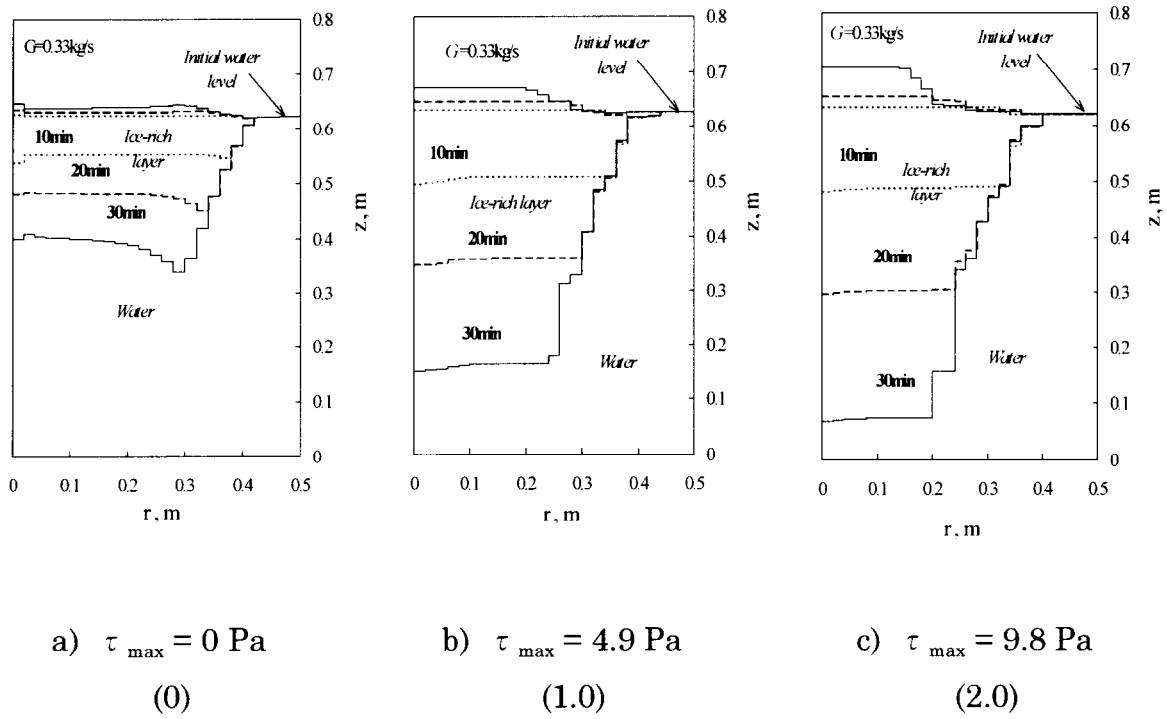 G=0.33kg/s
Initial water
level
10min
Ice-rich
layer
20min
30min
Water
0
0.1
0.2
0.3
0.4
0.5
0.6
0.7
0.8
z, m
0
0.1
0.2
0.3
0.4
0.5
r, m
a) τ max = 0 Pa
(0)
G=0.33kg/s
Initial water
level
10min
Ice-rich layer
20min
30min
Water
0
0.1
0.2
0.3
0.4
0.5
0.6
0.7
0.8
z, m
0
0.1
0.2
0.3
0.4
0.5
r, m
b) τ max = 4.9 Pa
(1.0)
G=0.33kg/s
Initial water
level
10min
Ice-rich
layer
20min
30min
Water
0
0.1
0.2
0.3
0.4
0.5
0.6
0.7
0.8
z, m
0
0.1
0.2
0.3
0.4
0.5
r, m
c) τ max = 9.8 Pa
(2.0)